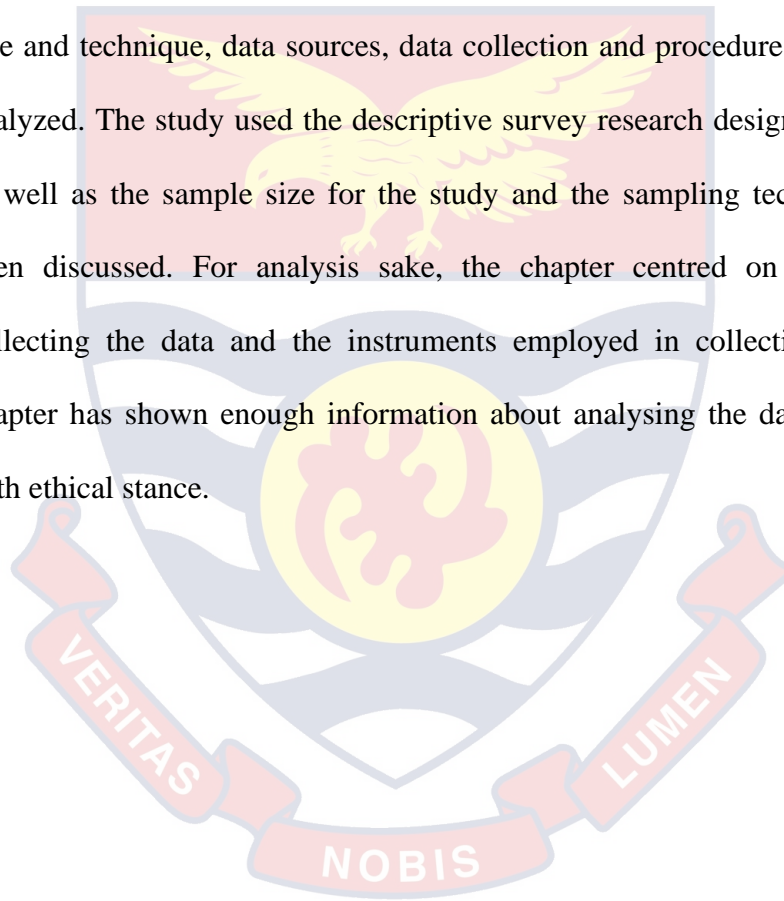 e and technique, data sources, data collection and procedure
alyzed. The study used the descriptive survey research design
well as the sample size for the study and the sampling tec
en discussed. For analysis sake, the chapter centred on
llecting the data and the instruments employed in collecti
apter has shown enough information about analysing the da
th ethical stance.
VERITAS
NOBIS
LUMEN